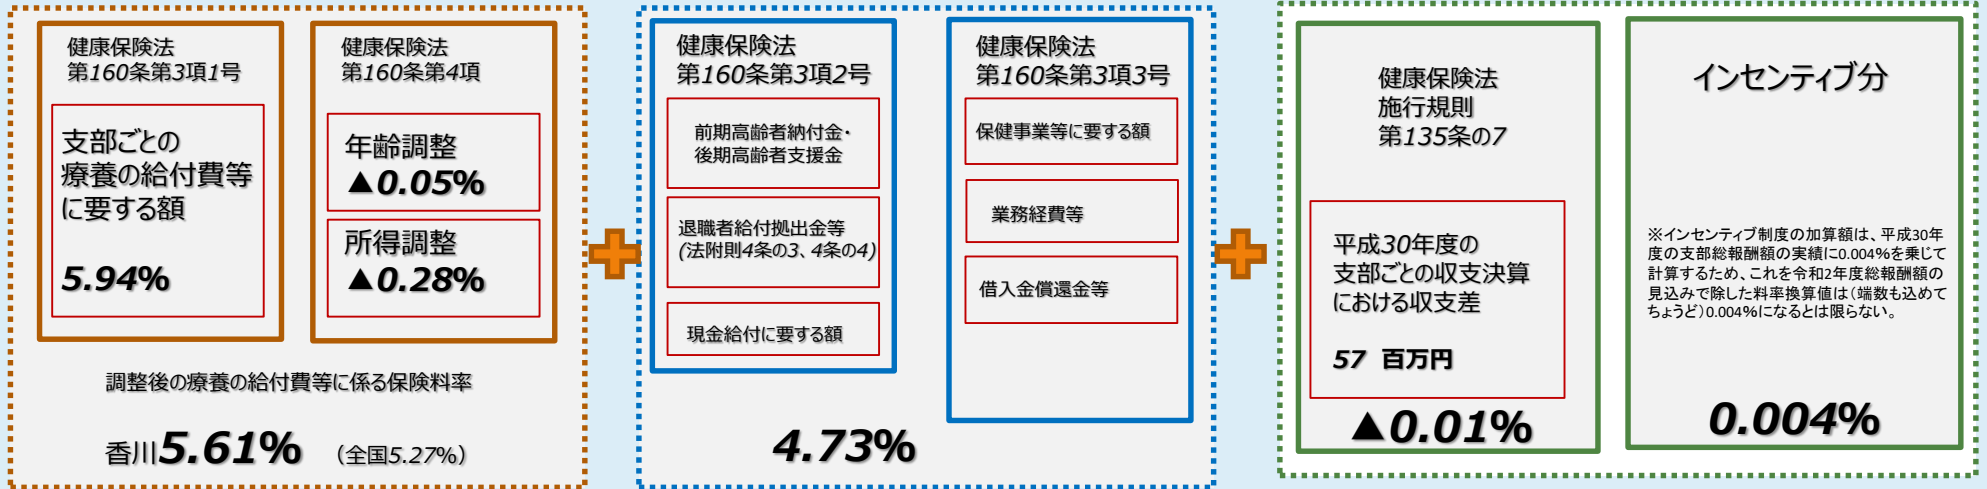 健康保険法
第160条第3項1号
支部ごとの
療養の給付費等
に要する額
5.94%
健康保険法
第160条第4項
年齢調整
▲0.05%
所得調整
▲0.28%
調整後の療養の給付費等に係る保険料率
香川5.61% （全国5.27%）
健康保険法
第160条第3項2号
前期高齢者納付金・
後期高齢者支援金
退職者給付拠出金等
(法附則4条の3、4条の4)
現金給付に要する額
健康保険法
第160条第3項3号
保健事業等に要する額
業務経費等
借入金償還金等
4.73%
健康保険法
施行規則
第135条の7
平成30年度の
支部ごとの収支決算
における収支差
57 百万円
▲0.01%
インセンティブ分
※インセンティブ制度の加算額は、平成30年
度の支部総報酬額の実績に0.004％を乗じて
計算するため、これを令和2年度総報酬額の
見込みで除した料率換算値は（端数も込めて
ちょうど）0.004％になるとは限らない。
0.004%